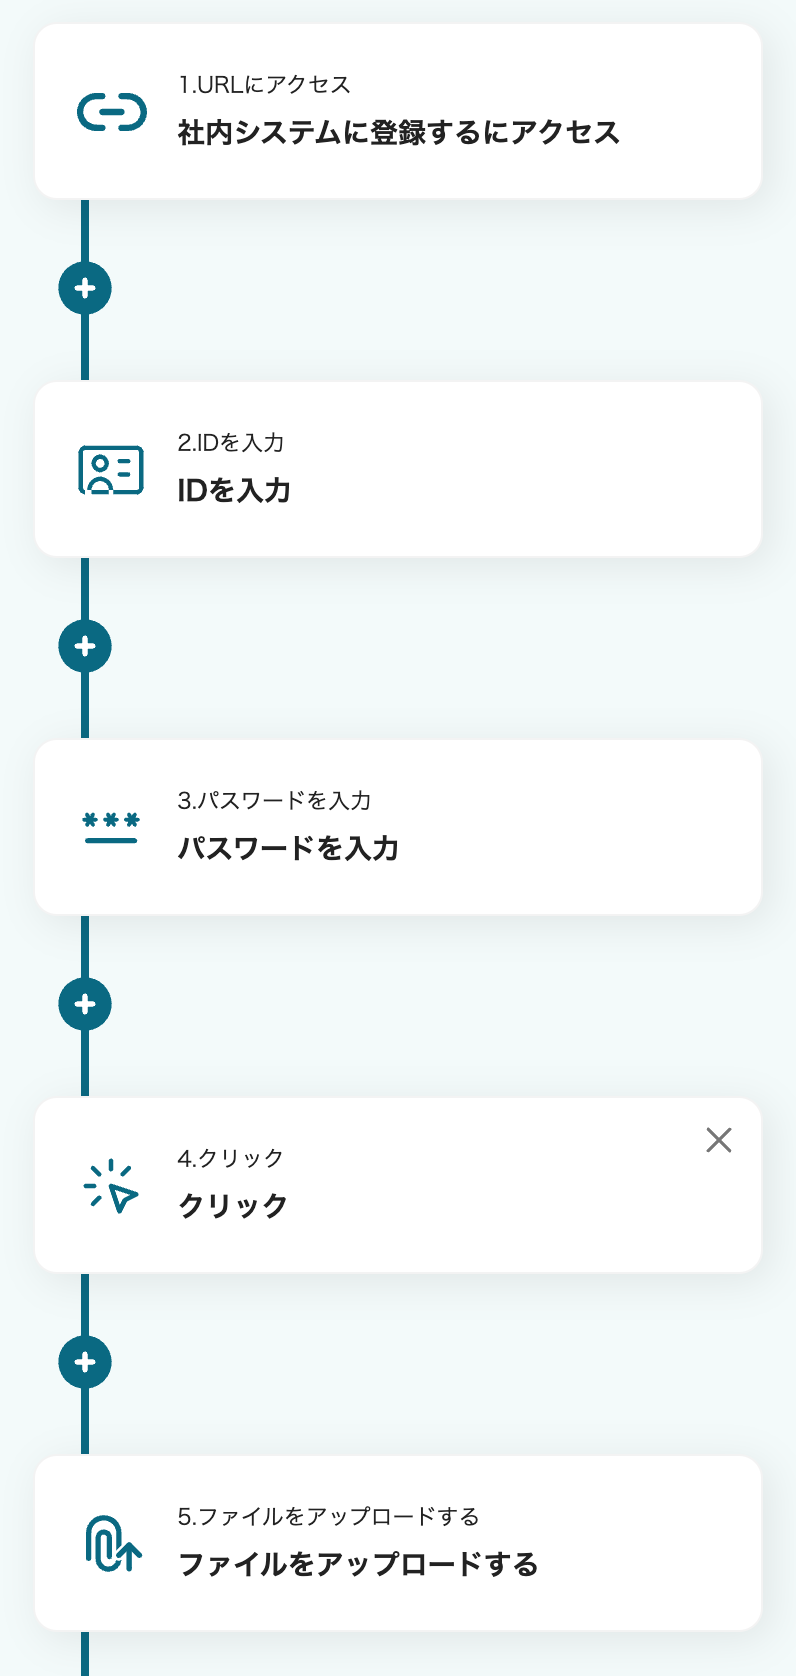 1.URLにアクセス
社内システムに登録するにアクセス
2.IDを入力
IDを入力
3.パスワードを入力
パスワードを入力
4.クリック
クリック
5.ファイルをアップロードする
ファイルをアップロードする